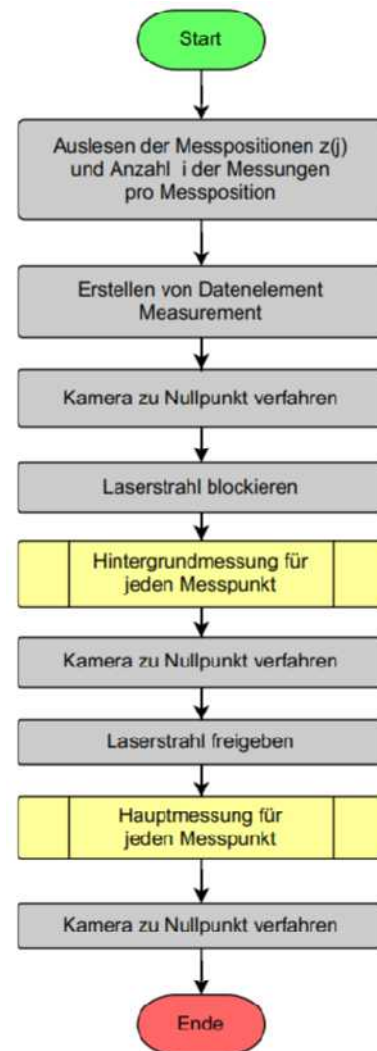 Start
Auslesen der Messpositionen z(j)
und Anzahl i der Messungen
pro Messposition
Erstellen von Datenelement
Measurement
Kamera zu Nullpunkt verfahren
Laserstrahl blockieren
Hintergrundmessung für
jeden Messpunkt
Kamera zu Nullpunkt verfahren
Laserstrahl freigeben
Hauptmessung für
jeden Messpunkt
Kamera zu Nullpunkt verfahren
Ende